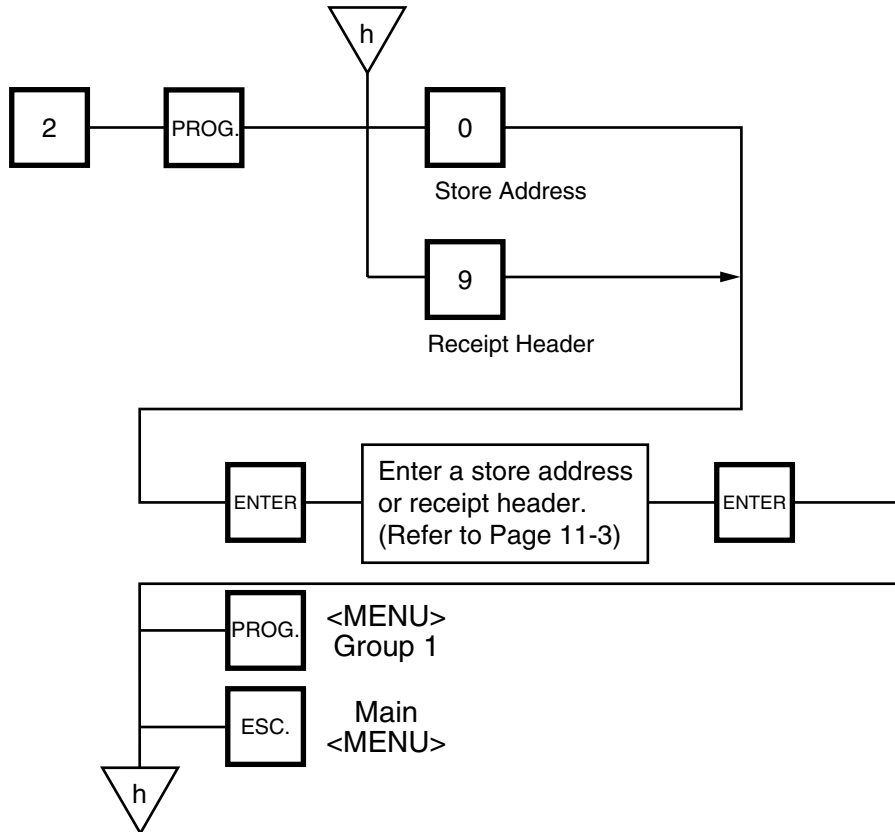 h
2
PROG.
0
Store Address
9
Receipt Header
ENTER
Enter a store address
or receipt header.
(Refer to Page 11-3)
ENTER
PROG.
<MENU>
Group 1
ESC.
Main
<MENU>
h